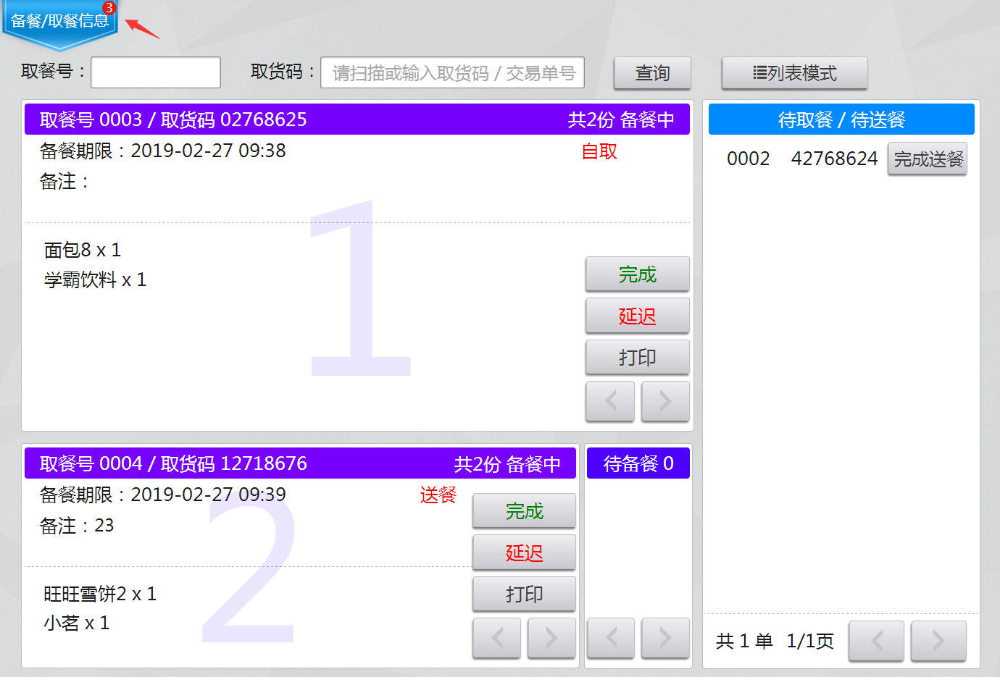 备餐/取餐信息
3
取餐号：
取货码： 请扫描或输入取货码 / 交易单号
查询
列表模式
取餐号 0003 / 取货码 02768625 共2份 备餐中
备餐期限：2019-02-27 09:38 自取
备注：
1
面包8 x 1
学霸饮料 x 1
完成
延迟
打印
取餐号 0004 / 取货码 12718676 共2份 备餐中
备餐期限：2019-02-27 09:39 送餐
备注：23
2
旺旺雪饼2 x 1
小茗 x 1
完成
延迟
打印
待备餐 0
待取餐 / 待送餐
0002 42768624 完成送餐
共 1 单 1/1页